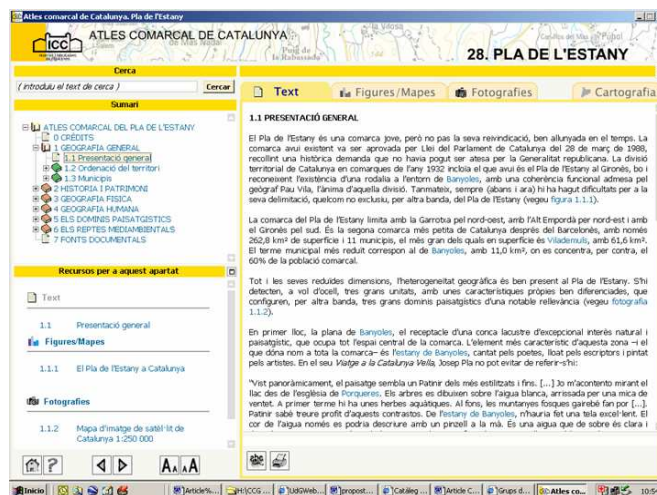 Atles comarcal de Catalunya. Pla de l'Estany
ICC
ATLES COMARCAL DE CATALUNYA
28. PLA DE L'ESTANY
Cerca
( introduïu el text de cerca )
Cercar
Sumari
ATLES COMARCAL DEL PLA DE L'ESTANY
0 CRÈDITS
1 GEOGRAFIA GENERAL
1.1 Presentació general
1.2 Ordenació del territori
1.3 Municipis
2 HISTORIA I PATRIMONI
3 GEOGRAFIA FISICA
4 GEOGRAFIA HUMANA
5 ELS DOMINIS PAISATGISTICS
6 ELS REPTES MEDIAMBIENTALS
7 FONTS DOCUMENTALS
Recursos per a aquest apartat
Text
1.1 Presentació general
Figures/Mapes
1.1.1 El Pla de l'Estany a Catalunya
Fotografies
1.1.2 Mapa d'imatge de satèl·lit de
Catalunya 1:250 000
Text
Figures/Mapes
Fotografies
Cartografia
1.1 PRESENTACIÓ GENERAL
El Pla de l'Estany és una comarca jove, però no pas la seva reivindicació, ben allunyada en el temps. La
comarca avui existent va ser aprovada per Llei del Parlament de Catalunya del 28 de març de 1988,
recollint una històrica demanda que no havia pogut ser atesa per la Generalitat republicana. La divisió
territorial de Catalunya en comarques de l'any 1932 incloïa el que avui és el Pla de l'Estany al Gironès, bo i
reconeixent l'existència d'una rodalia a l'entorn de Banyoles, amb una coherència funcional admesa pel
geògraf Pau Vila, l'ànima d'aquella divisió. Tanmateix, sempre (abans i ara) hi ha hagut dificultats per a la
seva delimitació, quelcom no exclusiu, per altra banda, del Pla de l'Estany (vegeu figura 1.1.1).
La comarca del Pla de l'Estany limita amb la Garrotxa pel nord-oest, amb l'Alt Empordà per nord-est i amb
el Gironès pel sud. És la segona comarca més petita de Catalunya després del Barcelonès, amb només
262,8 km² de superfície i 11 municipis, el més gran dels quals en superfície és Vilademuls, amb 61,6 km².
El terme municipal més reduït correspon al de Banyoles, amb 11,0 km², on es concentra, per contra, el
60% de la població comarcal.
Tot i les seves reduïdes dimensions, l'heterogeneïtat geogràfica és ben present al Pla de l'Estany. S'hi
detecten, a vol d'ocell, tres grans unitats, amb unes característiques pròpies ben diferenciades, que
configuren, per altra banda, tres grans dominis paisatgístics d'una notable rellevància (vegeu fotografia
1.1.2).
En primer lloc, la plana de Banyoles, el receptacle d'una conca lacustre d'excepcional interès natural i
paisatgístic, que ocupa tot l'espai central de la comarca. L'element més característic d'aquesta zona –i el
que dóna nom a tota la comarca– és l'estany de Banyoles, cantat pels poetes, lloat pels escriptors i pintat
pels artistes. En el seu Viatge a la Catalunya Vella, Josep Pla no pot evitar de referir-s'hi:
"Vist panoràmicament, el paisatge sembla un Patinir dels més estilitzats i fins. [...] Jo m'acontento mirant el
llac des de l'església de Porqueres. Els arbres es dibuixen sobre l'aigua blanca, arrissada per una mica de
ventet. A primer terme hi ha unes herbes aquàtiques. Al fons, les muntanyes fosques gairebé fan por [...].
Patinir sabé treure profit d'aquests contrastos. De l'estany de Banyoles, n'hauria fet una tela excel·lent. El
cor de l'aigua només es podria descriure amb un pinzell a la mà. És una aigua que de sobre és clara i
Inicio
Article%...
H:\CCG ...
UdGWeb...
propost...
Catàleg ...
Article C...
Grups d...
Atles co...
10:54